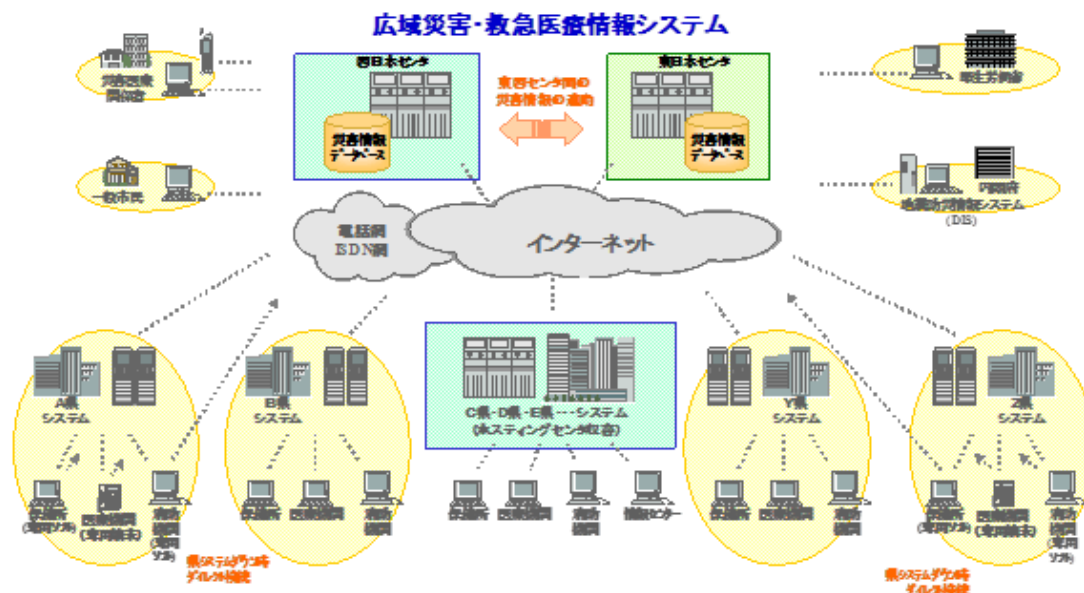 広域災害・救急医療情報システム
西日本センタ
東日本センタ
東西センタ間の
災害情報の連動
災害情報
データベース
災害情報
データベース
災害医療
関係者
厚生労働省
一般市民
内閣府
地震防災情報システム
(DIS)
電話網
ISDN網
インターネット
A県
システム
B県
システム
C県・D県・E県・・・システム
(ホスティングセンタ収容)
Y県
システム
Z県
システム
保健所
(専用ソフト)
医療機関
(専用端末)
消防
機関
(専用
ソフト)
保健所
医療機関
消防
機関
保健所
医療機関
消防
機関
情報センター
保健所
医療機関
消防
機関
保健所
(専用ソフト)
医療機関
(専用端末)
消防
機関
(専用
ソフト)
県システムダウン時
ダイレクト接続
県システムダウン時
ダイレクト接続